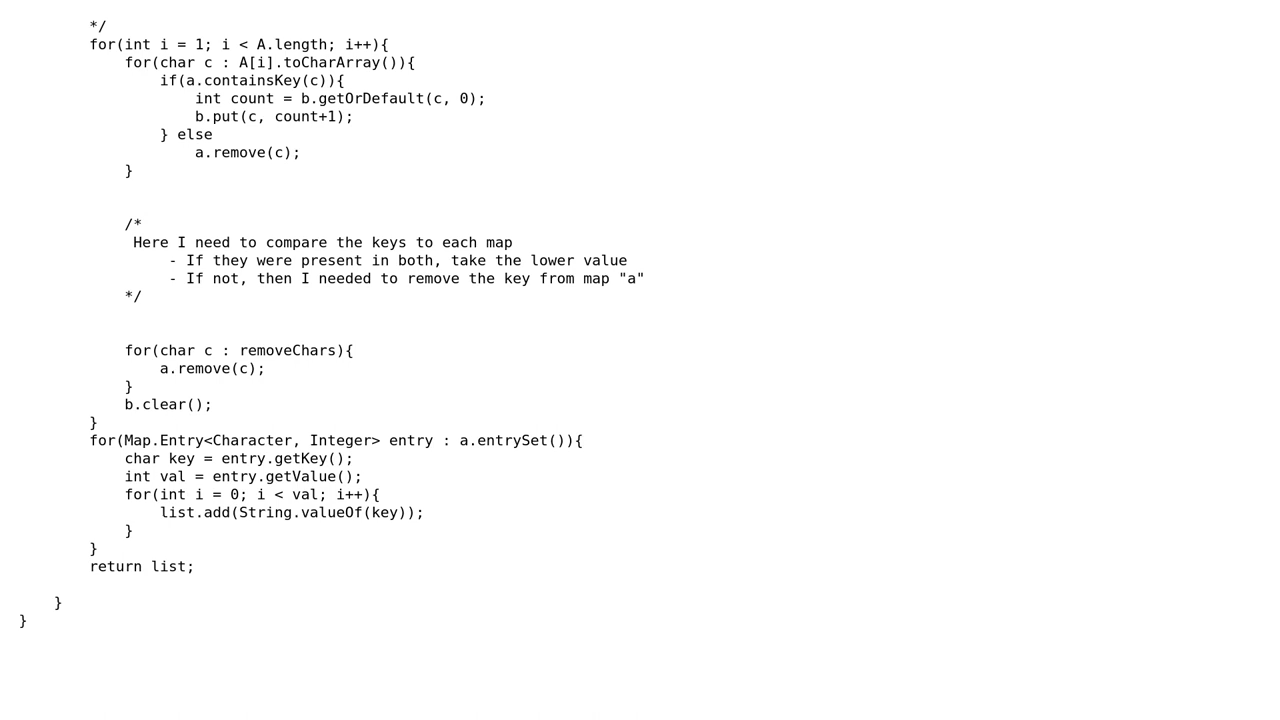 */
for(int i = 1; i < A.length; i++){
for(char c : A[i].toCharArray()){
if(a.containsKey(c)){
int count = b.getOrDefault(c, 0);
b.put(c, count+1);
} else
a.remove(c);
}
/*
Here I need to compare the keys to each map
- If they were present in both, take the lower value
- If not, then I needed to remove the key from map "a"
*/
for(char c : removeChars){
a.remove(c);
}
b.clear();
}
for(Map.Entry<Character, Integer> entry : a.entrySet()){
char key = entry.getKey();
int val = entry.getValue();
for(int i = 0; i < val; i++){
list.add(String.valueOf(key));
}
}
return list;
}
}